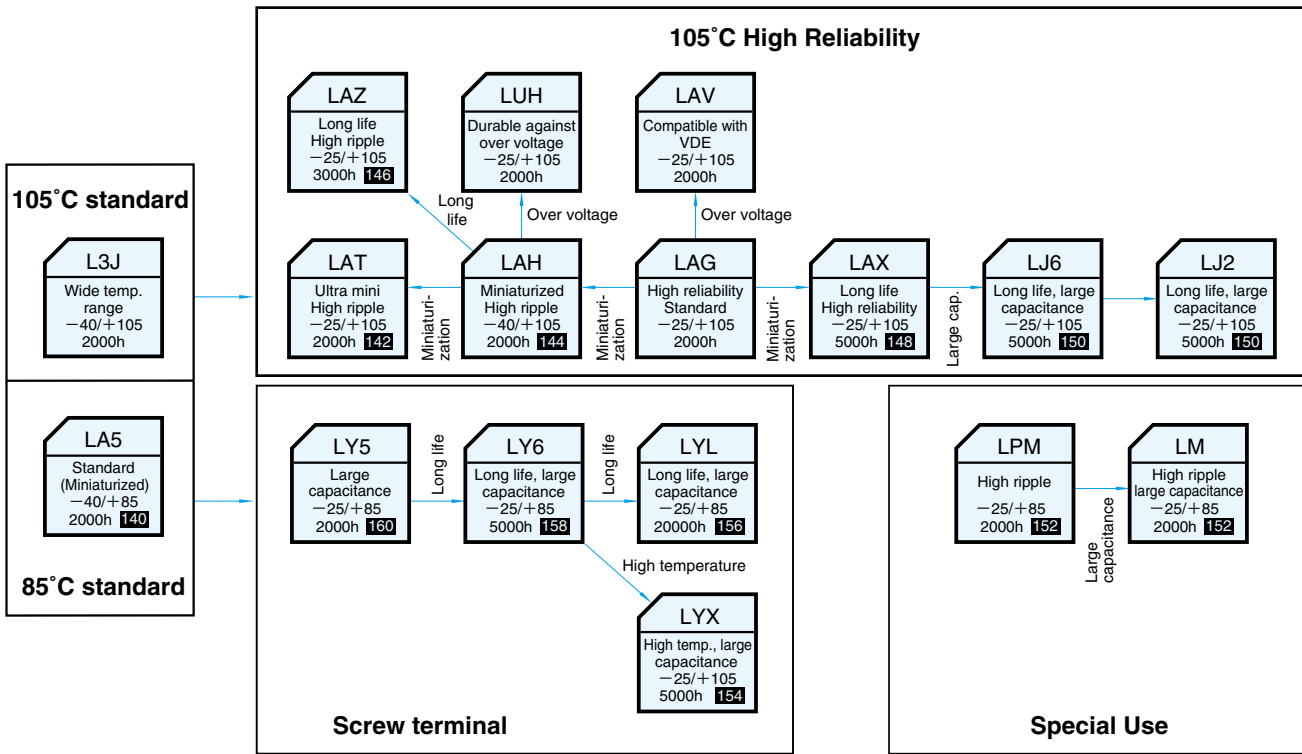 105˚C High Reliability
LAZ
Long life
High ripple
−25/+105
3000h 146
LUH
Durable against
over voltage
−25/+105
2000h
LAV
Compatible with
VDE
−25/+105
2000h
105˚C standard
L3J
Wide temp.
range
−40/+105
2000h
Long
life
Over voltage
Over voltage
LAT
Ultra mini
High ripple
−25/+105
2000h 142
Miniaturi-
zation
LAH
Miniaturized
High ripple
−40/+105
2000h 144
Miniaturi-
zation
LAG
High reliability
Standard
−25/+105
2000h
Miniaturi-
zation
LAX
Long life
High reliability
−25/+105
5000h 148
Large cap.
LJ6
Long life, large
capacitance
−25/+105
5000h 150
LJ2
Long life, large
capacitance
−25/+105
5000h 150
LA5
Standard
(Miniaturized)
−40/+85
2000h 140
85˚C standard
LY5
Large
capacitance
−25/+85
2000h 160
Long life
LY6
Long life, large
capacitance
−25/+85
5000h 158
Long life
LYL
Long life, large
capacitance
−25/+85
20000h 156
High temperature
LYX
High temp., large
capacitance
−25/+105
5000h 154
Screw terminal
LPM
High ripple
−25/+85
2000h 152
Large
capacitance
LM
High ripple
large capacitance
−25/+85
2000h 152
Special Use